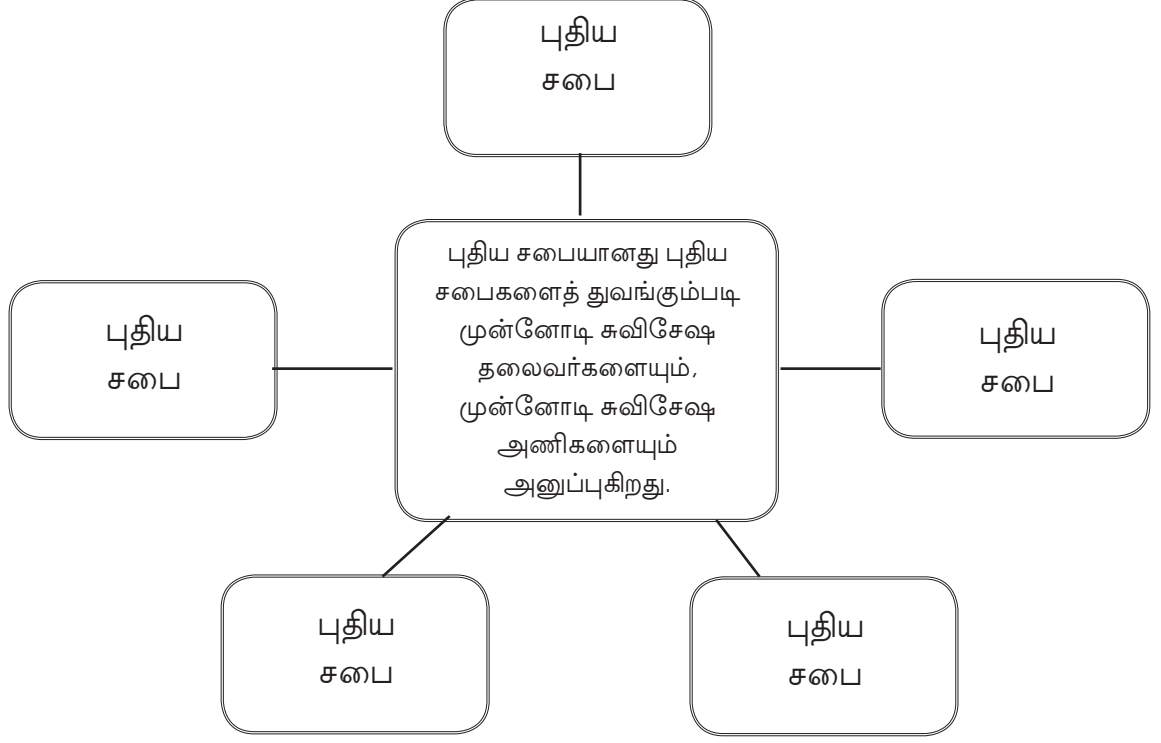 புதிய
சபை
புதிய சபையானது புதிய
சபைகளைத் துவங்கும்படி
முன்னோடி சுவிசேஷ
தலைவர்களையும்,
முன்னோடி சுவிசேஷ
அணிகளையும்
அனுப்புகிறது.
புதிய
சபை
புதிய
சபை
புதிய
சபை
புதிய
சபை